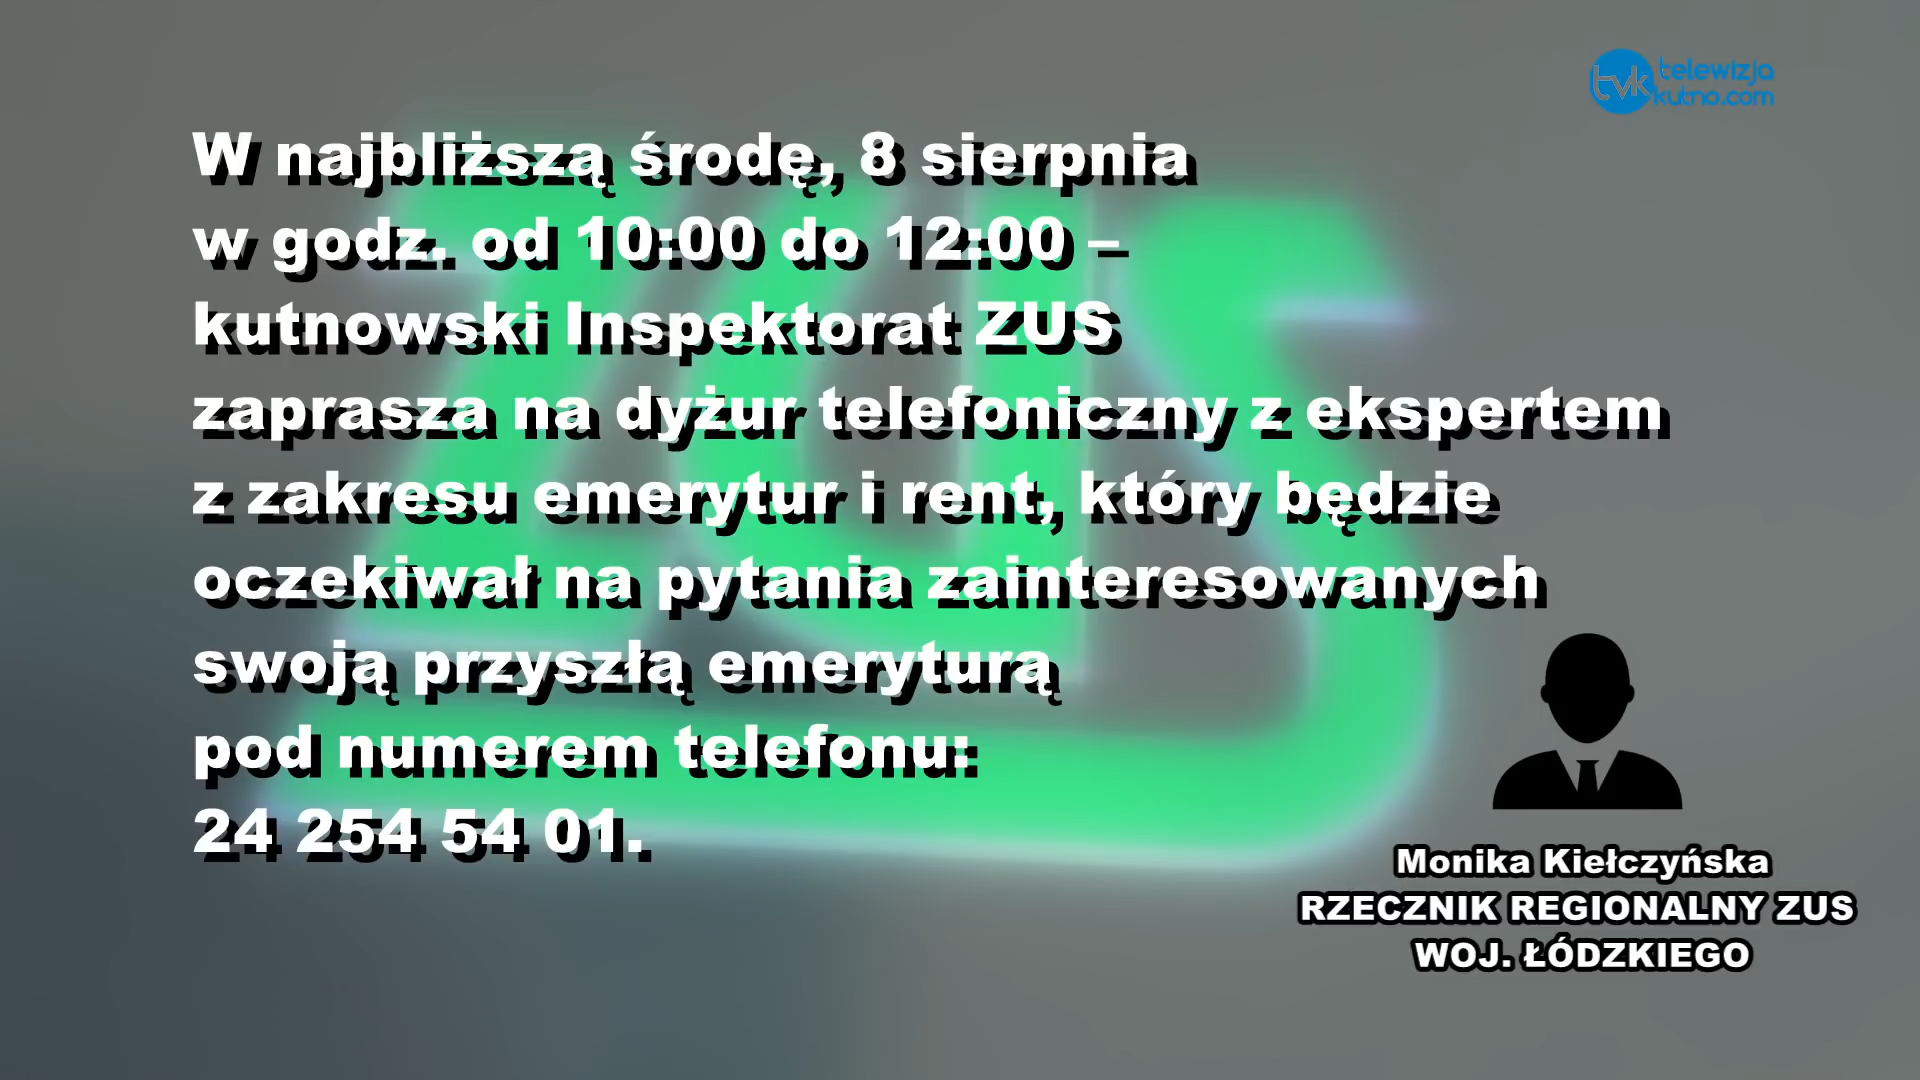 tvk telewizja
kutno.com
W najbliższą środę, 8 sierpnia
w godz. od 10:00 do 12:00 –
kutnowski Inspektorat ZUS
zaprasza na dyżur telefoniczny z ekspertem
z zakresu emerytur i rent, który będzie
oczekiwał na pytania zainteresowanych
swoją przyszłą emeryturą
pod numerem telefonu:
24 254 54 01.
ZUS
Monika Kiełczyńska
RZECZNIK REGIONALNY ZUS
WOJ. ŁÓDZKIEGO